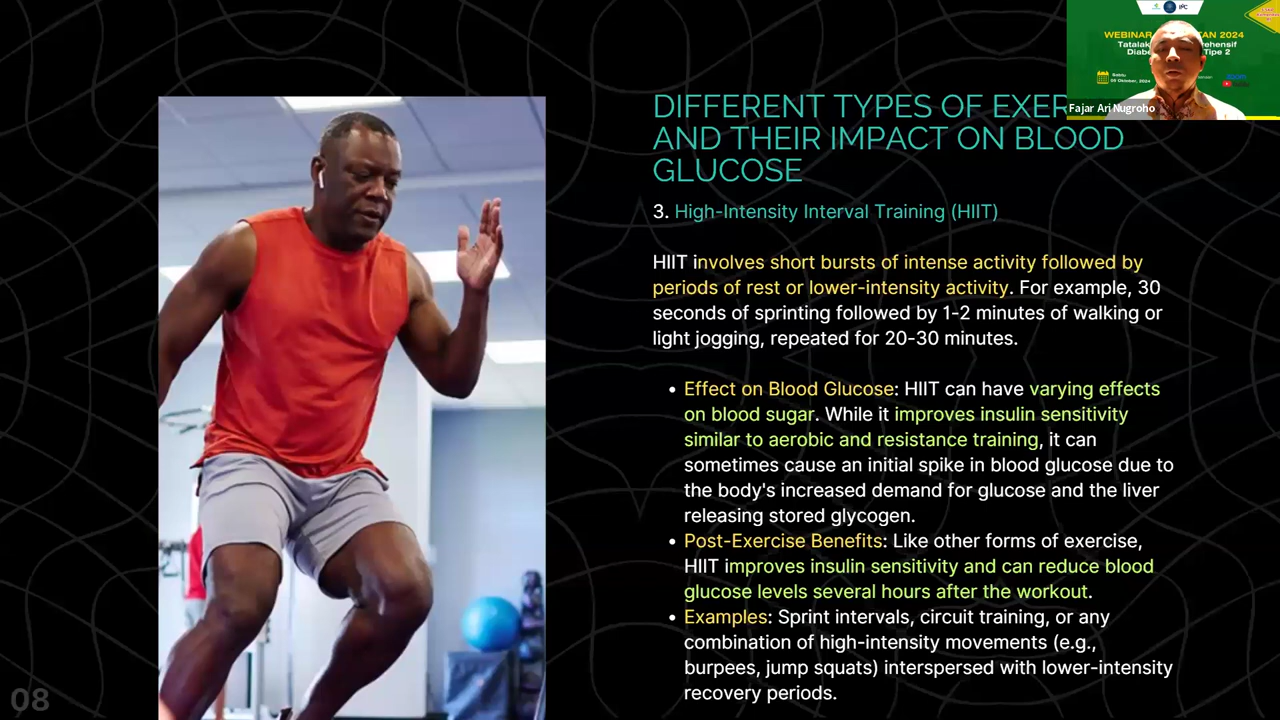 IPC
WEBINAR
TAN 2024
Tatalak
ehensif
Diabe
Tipe 2
Sabtu
Fajar Ari Nugroho
DIFFERENT TYPES OF EXER
AND THEIR IMPACT ON BLOOD
GLUCOSE
3. High-Intensity Interval Training (HIIT)
HIIT involves short bursts of intense activity followed by
periods of rest or lower-intensity activity. For example, 30
seconds of sprinting followed by 1-2 minutes of walking or
light jogging, repeated for 20-30 minutes.
• Effect on Blood Glucose: HIIT can have varying effects
on blood sugar. While it improves insulin sensitivity
similar to aerobic and resistance training, it can
sometimes cause an initial spike in blood glucose due to
the body's increased demand for glucose and the liver
releasing stored glycogen.
• Post-Exercise Benefits: Like other forms of exercise,
HIIT improves insulin sensitivity and can reduce blood
glucose levels several hours after the workout.
• Examples: Sprint intervals, circuit training, or any
combination of high-intensity movements (e.g.,
burpees, jump squats) interspersed with lower-intensity
recovery periods.
08